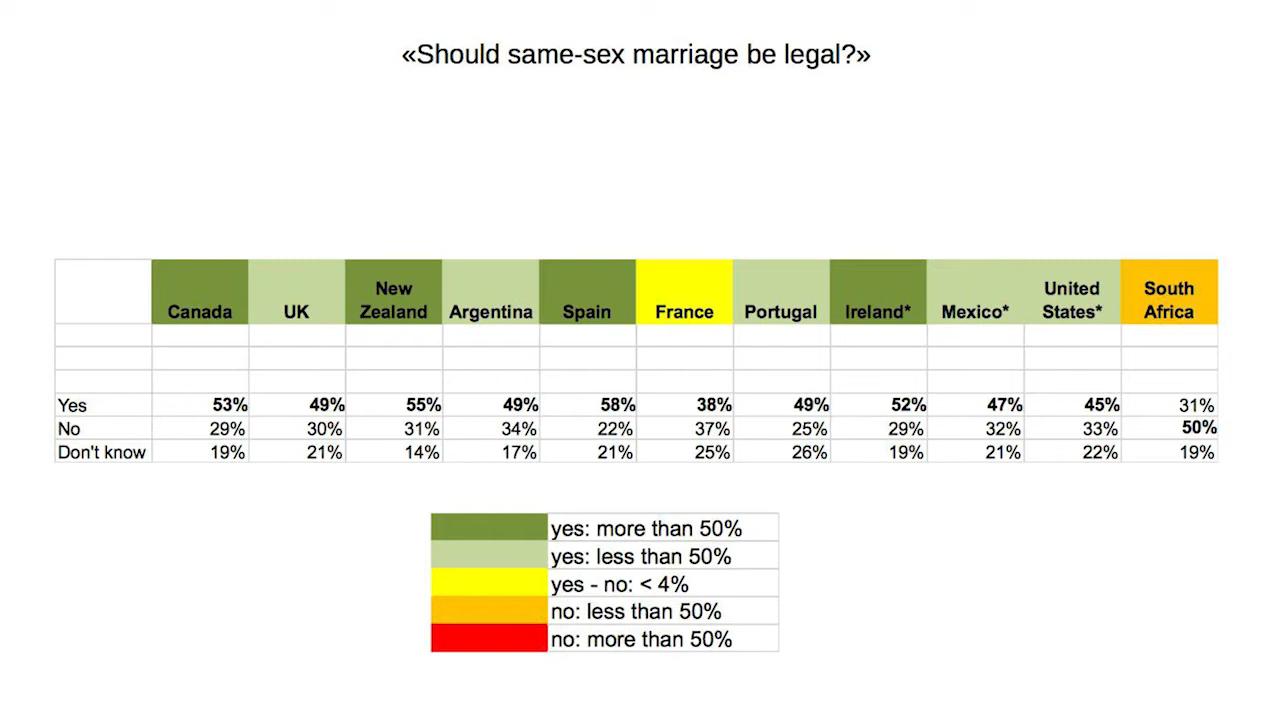 «Should same-sex marriage be legal?»
New United South
Canada UK Zealand Argentina Spain France Portugal Ireland* Mexico* States* Africa
Yes 53% 49% 55% 49% 58% 38% 49% 52% 47% 45% 31%
No 29% 30% 31% 34% 22% 37% 25% 29% 32% 33% 50%
Don't know 19% 21% 14% 17% 21% 25% 26% 19% 21% 22% 19%
yes: more than 50%
yes: less than 50%
yes - no: < 4%
no: less than 50%
no: more than 50%